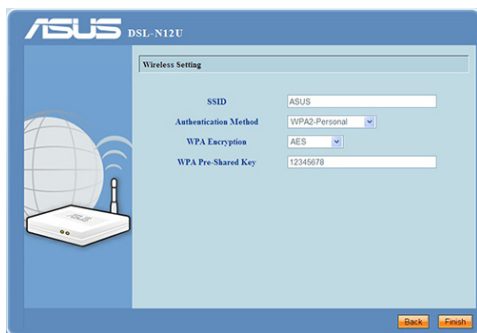 ASUS DSL-N12U
Wireless Setting
SSID ASUS
Authentication Method WPA2-Personal
WPA Encryption AES
WPA Pre-Shared Key 12345678
ASUS
Back Finish